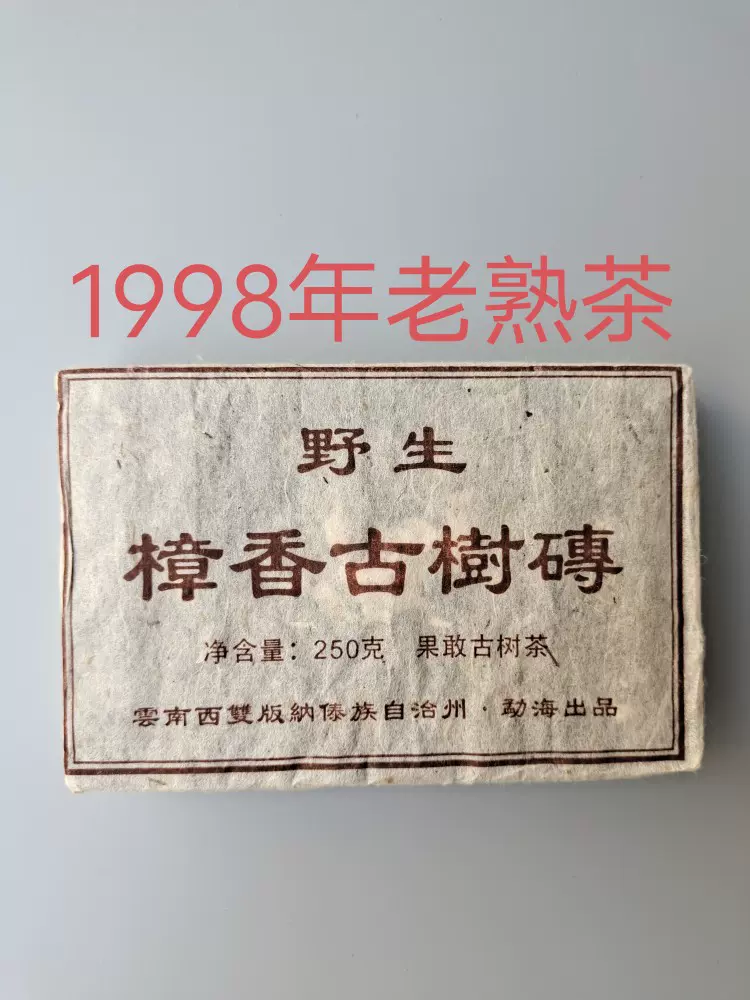 1998年老熟茶
野生
樟香古樹磚
净含量：250克 果敢古树茶
雲南西雙版納傣族自治州·勐海出品